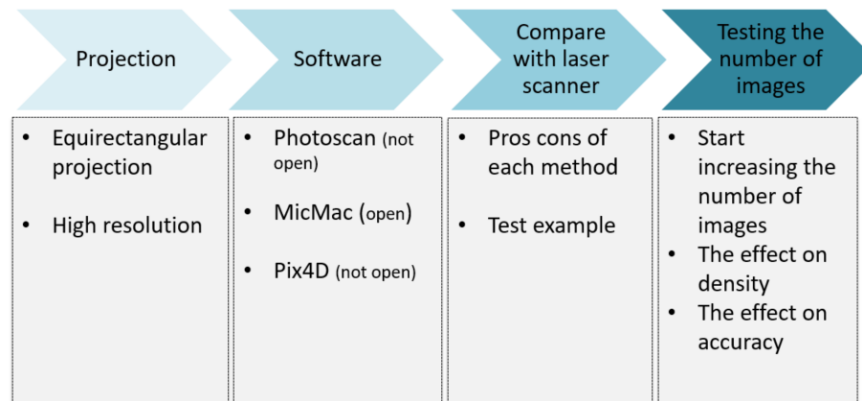 Projection
Software
Compare
with laser
scanner
Testing the
number of
images
• Equirectangular
projection
• High resolution
• Photoscan (not
open)
• MicMac (open)
• Pix4D (not open)
• Pros cons of
each method
• Test example
• Start
increasing the
number of
images
• The effect on
density
• The effect on
accuracy